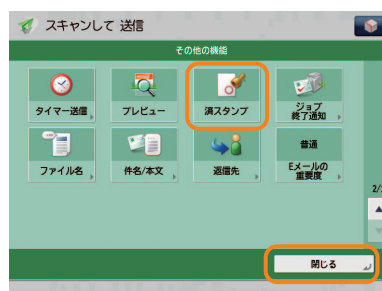 スキャンして 送信
その他の機能
タイマー送信
プレビュー
済スタンプ
ジョブ
終了通知
ファイル名
件名/本文
返信先
普通
Eメールの
重要度
2/
閉じる